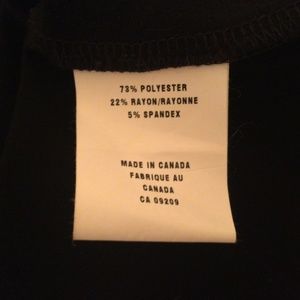 73% POLYESTER
22% RAYON/RAYONNE
5% SPANDEX
MADE IN CANADA
FABRIQUE AU
CANADA
CA 09209